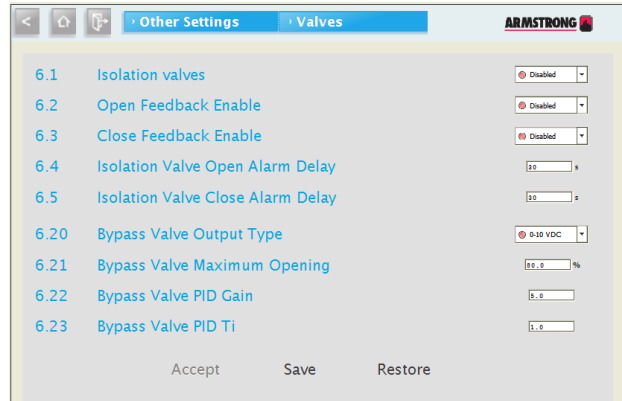 < › Other Settings › Valves ARMSTRONG
6.1 Isolation valves Disabled
6.2 Open Feedback Enable Disabled
6.3 Close Feedback Enable Disabled
6.4 Isolation Valve Open Alarm Delay 30 s
6.5 Isolation Valve Close Alarm Delay 30 s
6.20 Bypass Valve Output Type 0-10 VDC
6.21 Bypass Valve Maximum Opening 80.0 %
6.22 Bypass Valve PID Gain 5.0
6.23 Bypass Valve PID Ti 1.0
Accept Save Restore